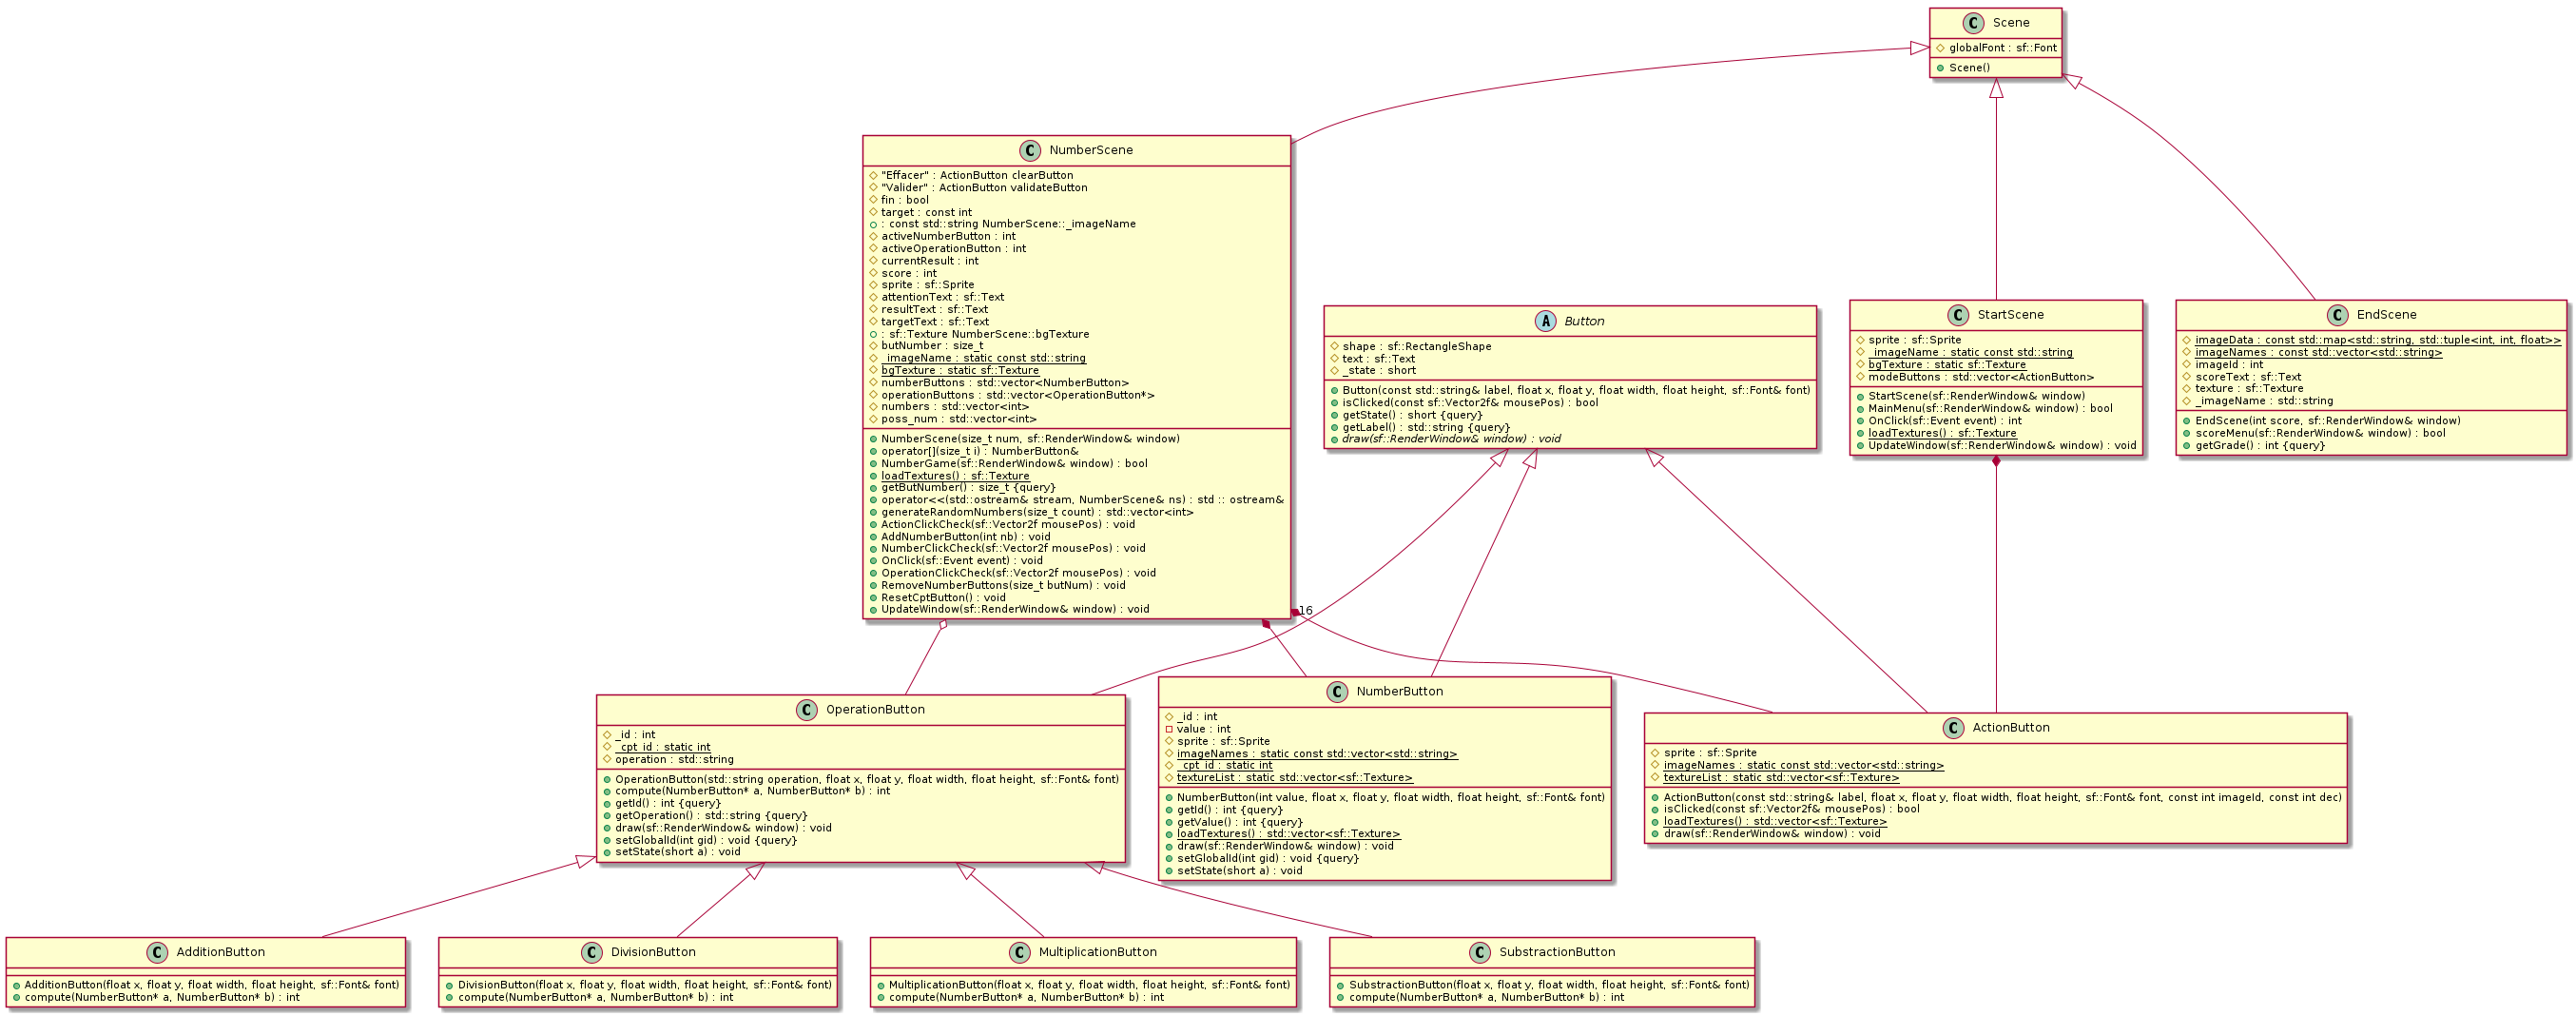 C Scene
globalFont : sf::Font
Scene()
C NumberScene
"Effacer" : ActionButton clearButton
"Valider" : ActionButton validateButton
fin : bool
target : const int
: const std::string NumberScene::_imageName
activeNumberButton : int
activeOperationButton : int
currentResult : int
score : int
sprite : sf::Sprite
attentionText : sf::Text
resultText : sf::Text
targetText : sf::Text
: sf::Texture NumberScene::bgTexture
butNumber : size_t
_imageName : static const std::string
bgTexture : static sf::Texture
numberButtons : std::vector<NumberButton>
operationButtons : std::vector<OperationButton*>
numbers : std::vector<int>
poss_num : std::vector<int>
NumberScene(size_t num, sf::RenderWindow& window)
operator[](size_t i) : NumberButton&
NumberGame(sf::RenderWindow& window) : bool
loadTextures() : sf::Texture
getButNumber() : size_t {query}
operator<<(std::ostream& stream, NumberScene& ns) : std :: ostream&
generateRandomNumbers(size_t count) : std::vector<int>
ActionClickCheck(sf::Vector2f mousePos) : void
AddNumberButton(int nb) : void
NumberClickCheck(sf::Vector2f mousePos) : void
OnClick(sf::Event event) : void
OperationClickCheck(sf::Vector2f mousePos) : void
RemoveNumberButtons(size_t butNum) : void
ResetCptButton() : void
UpdateWindow(sf::RenderWindow& window) : void
16
A Button
shape : sf::RectangleShape
text : sf::Text
_state : short
Button(const std::string& label, float x, float y, float width, float height, sf::Font& font)
isClicked(const sf::Vector2f& mousePos) : bool
getState() : short {query}
getLabel() : std::string {query}
draw(sf::RenderWindow& window) : void
C StartScene
sprite : sf::Sprite
_imageName : static const std::string
bgTexture : static sf::Texture
modeButtons : std::vector<ActionButton>
StartScene(sf::RenderWindow& window)
MainMenu(sf::RenderWindow& window) : bool
OnClick(sf::Event event) : int
loadTextures() : sf::Texture
UpdateWindow(sf::RenderWindow& window) : void
C EndScene
imageData : const std::map<std::string, std::tuple<int, int, float>>
imageNames : const std::vector<std::string>
imageId : int
scoreText : sf::Text
texture : sf::Texture
_imageName : std::string
EndScene(int score, sf::RenderWindow& window)
scoreMenu(sf::RenderWindow& window) : bool
getGrade() : int {query}
C OperationButton
_id : int
_cpt_id : static int
operation : std::string
OperationButton(std::string operation, float x, float y, float width, float height, sf::Font& font)
compute(NumberButton* a, NumberButton* b) : int
getId() : int {query}
getOperation() : std::string {query}
draw(sf::RenderWindow& window) : void
setGlobalId(int gid) : void {query}
setState(short a) : void
C NumberButton
_id : int
value : int
sprite : sf::Sprite
imageNames : static const std::vector<std::string>
_cpt_id : static int
textureList : static std::vector<sf::Texture>
NumberButton(int value, float x, float y, float width, float height, sf::Font& font)
getId() : int {query}
getValue() : int {query}
loadTextures() : std::vector<sf::Texture>
draw(sf::RenderWindow& window) : void
setGlobalId(int gid) : void {query}
setState(short a) : void
C ActionButton
sprite : sf::Sprite
imageNames : static const std::vector<std::string>
textureList : static std::vector<sf::Texture>
ActionButton(const std::string& label, float x, float y, float width, float height, sf::Font& font, const int imageId, const int dec)
isClicked(const sf::Vector2f& mousePos) : bool
loadTextures() : std::vector<sf::Texture>
draw(sf::RenderWindow& window) : void
C AdditionButton
AdditionButton(float x, float y, float width, float height, sf::Font& font)
compute(NumberButton* a, NumberButton* b) : int
C DivisionButton
DivisionButton(float x, float y, float width, float height, sf::Font& font)
compute(NumberButton* a, NumberButton* b) : int
C MultiplicationButton
MultiplicationButton(float x, float y, float width, float height, sf::Font& font)
compute(NumberButton* a, NumberButton* b) : int
C SubstractionButton
SubstractionButton(float x, float y, float width, float height, sf::Font& font)
compute(NumberButton* a, NumberButton* b) : int